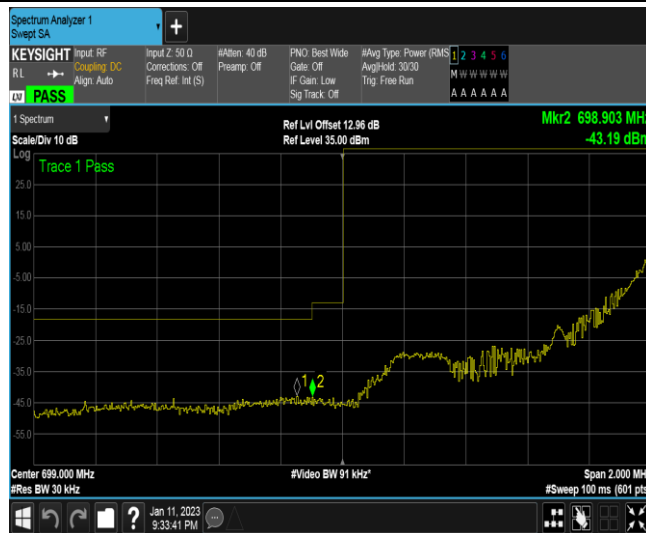 Spectrum Analyzer 1
Swept SA
+
KEYSIGHT
RL
LXI PASS
Input: RF
Coupling: DC
Align: Auto
Input Z: 50 Ω
Corrections: Off
Freq Ref: Int (S)
#Atten: 40 dB
Preamp: Off
PNO: Best Wide
Gate: Off
IF Gain: Low
Sig Track: Off
#Avg Type: Power (RMS
Avg|Hold: 30/30
Trig: Free Run
1 2 3 4 5 6
M W W W W W
A A A A A A
1 Spectrum
Scale/Div 10 dB
Ref Lvl Offset 12.96 dB
Ref Level 35.00 dBm
Mkr2 698.903 MHz
-43.19 dBm
Log
Trace 1 Pass
25.0
15.0
5.00
-5.00
-15.0
-25.0
-35.0
-45.0
-55.0
1
2
Center 699.000 MHz
#Res BW 30 kHz
#Video BW 91 kHz*
Span 2.000 MHz
#Sweep 100 ms (601 pts
?
Jan 11, 2023
9:33:41 PM